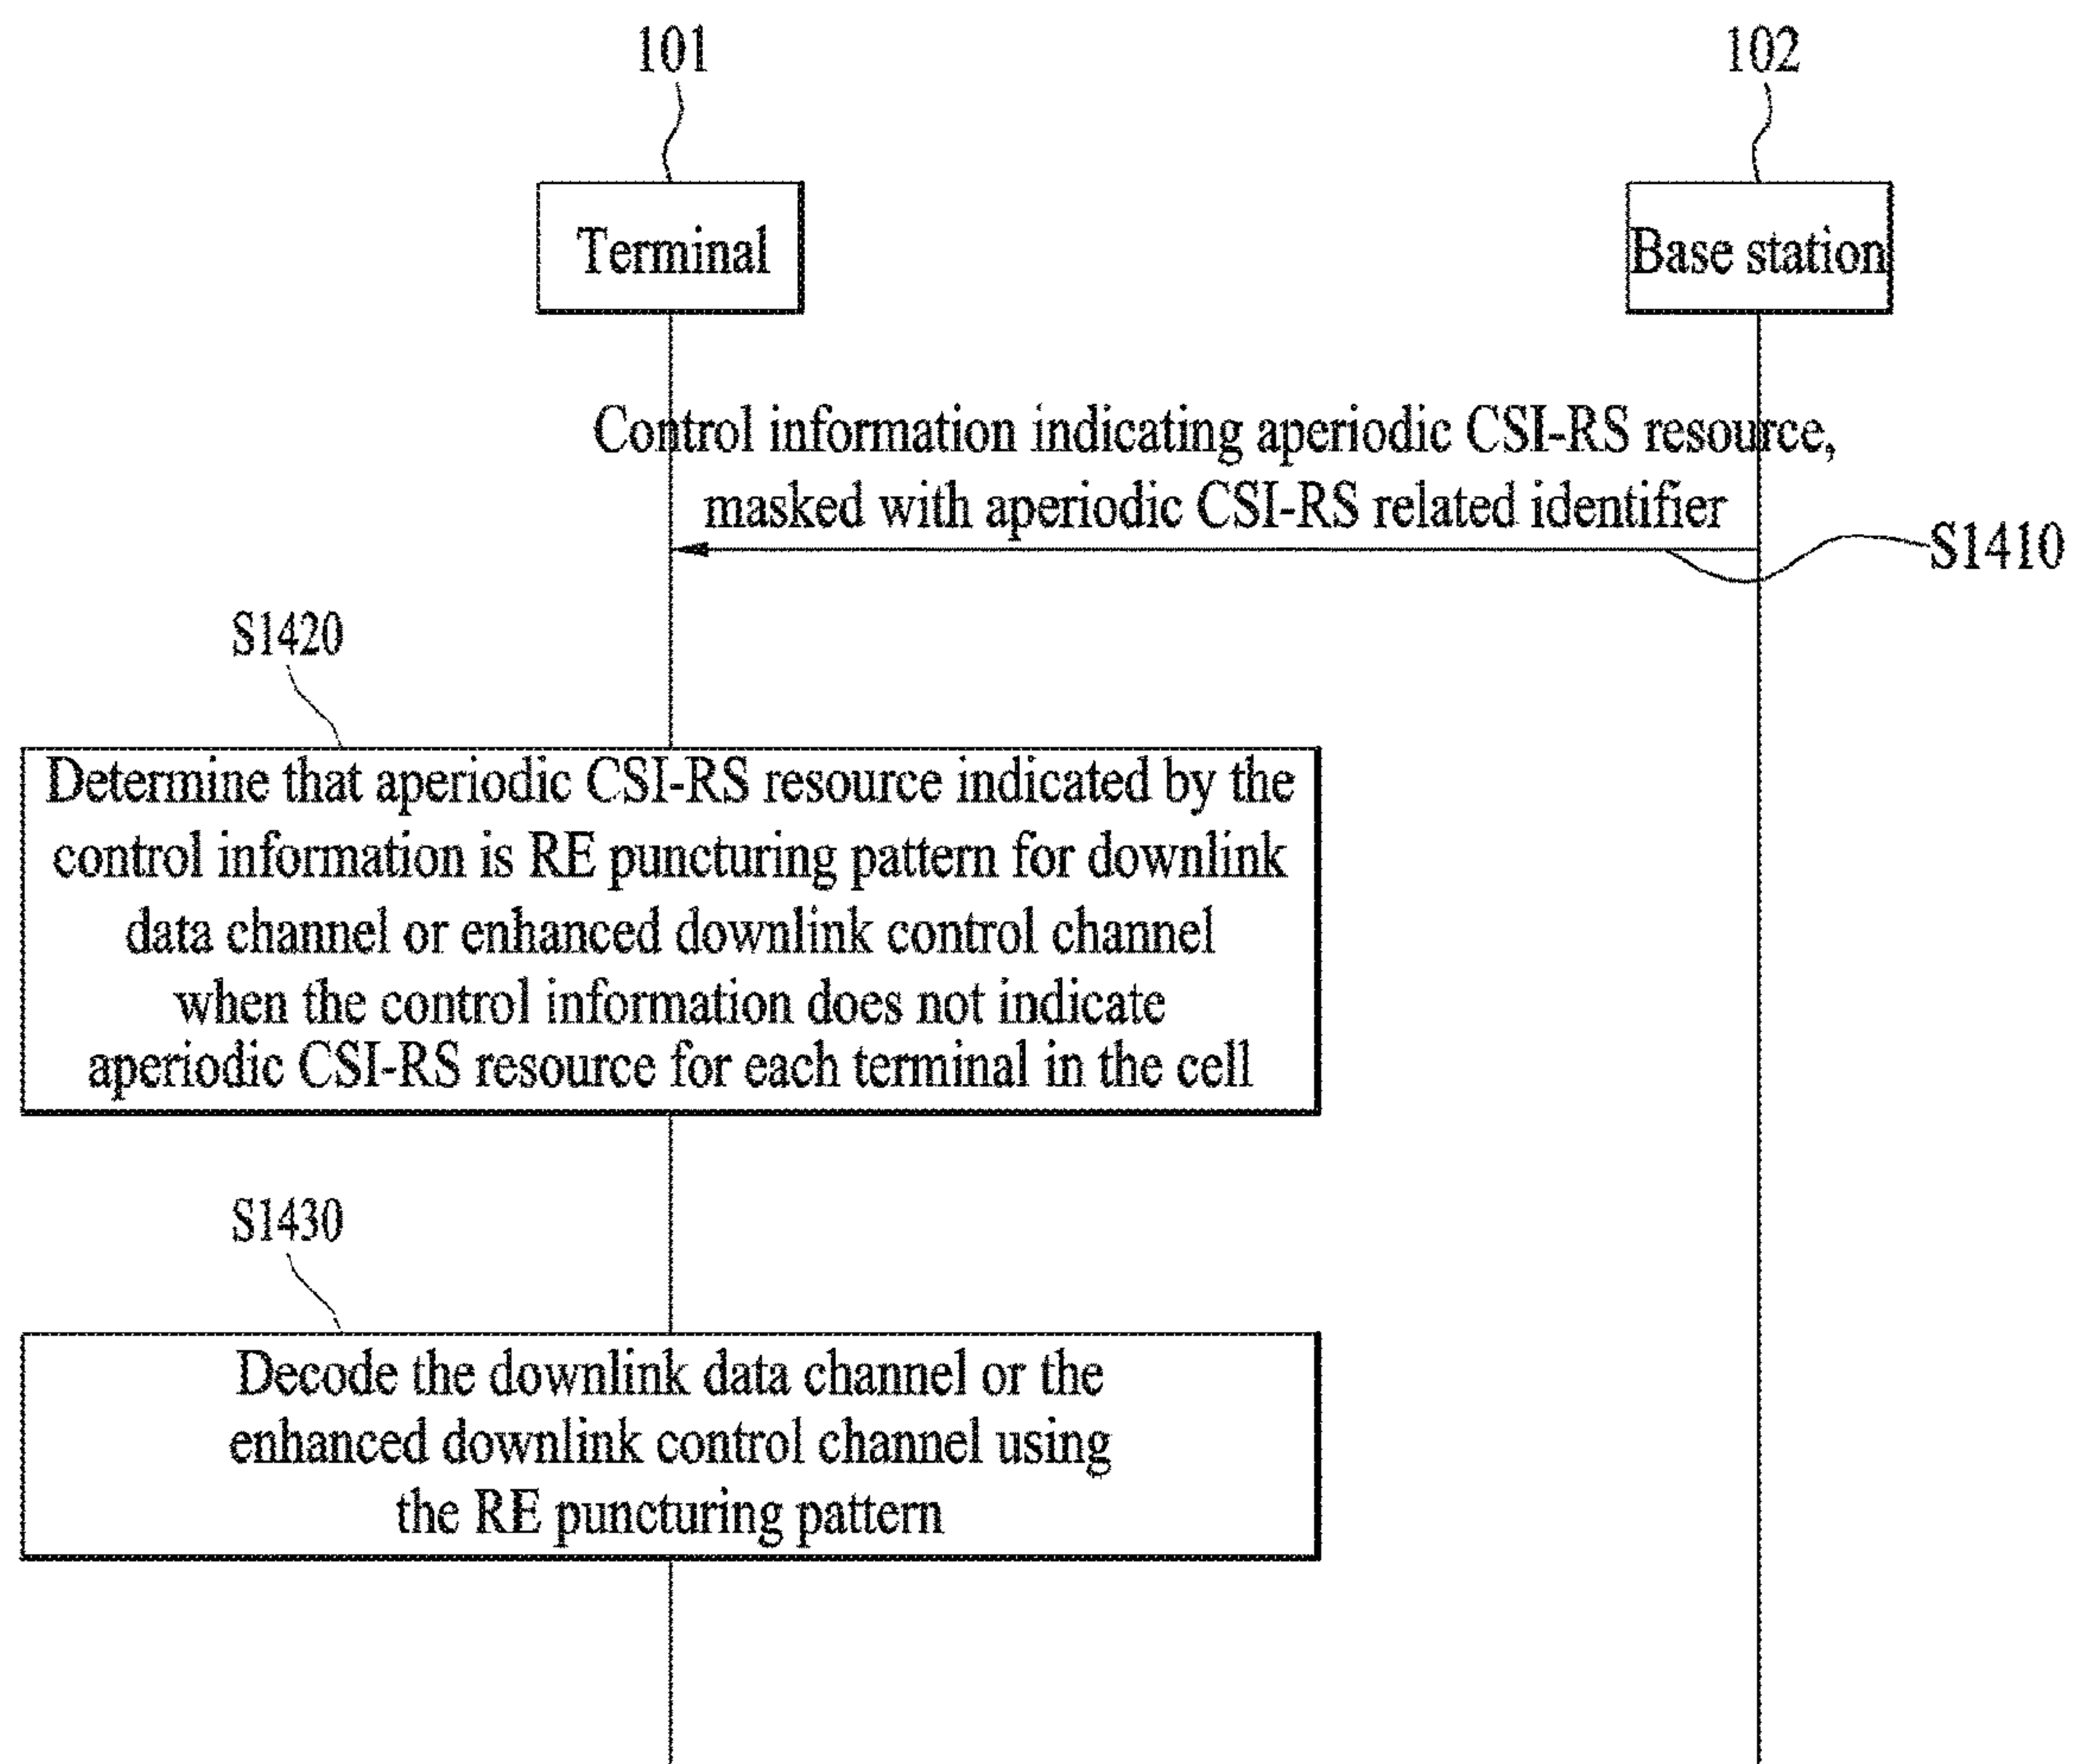 101
102
Terminal
Base station
Control information indicating aperiodic CSI-RS resource,
masked with aperiodic CSI-RS related identifier
S1410
S1420
Determine that aperiodic CSI-RS resource indicated by the
control information is RE puncturing pattern for downlink
data channel or enhanced downlink control channel
when the control information does not indicate
aperiodic CSI-RS resource for each terminal in the cell
S1430
Decode the downlink data channel or the
enhanced downlink control channel using
the RE puncturing pattern